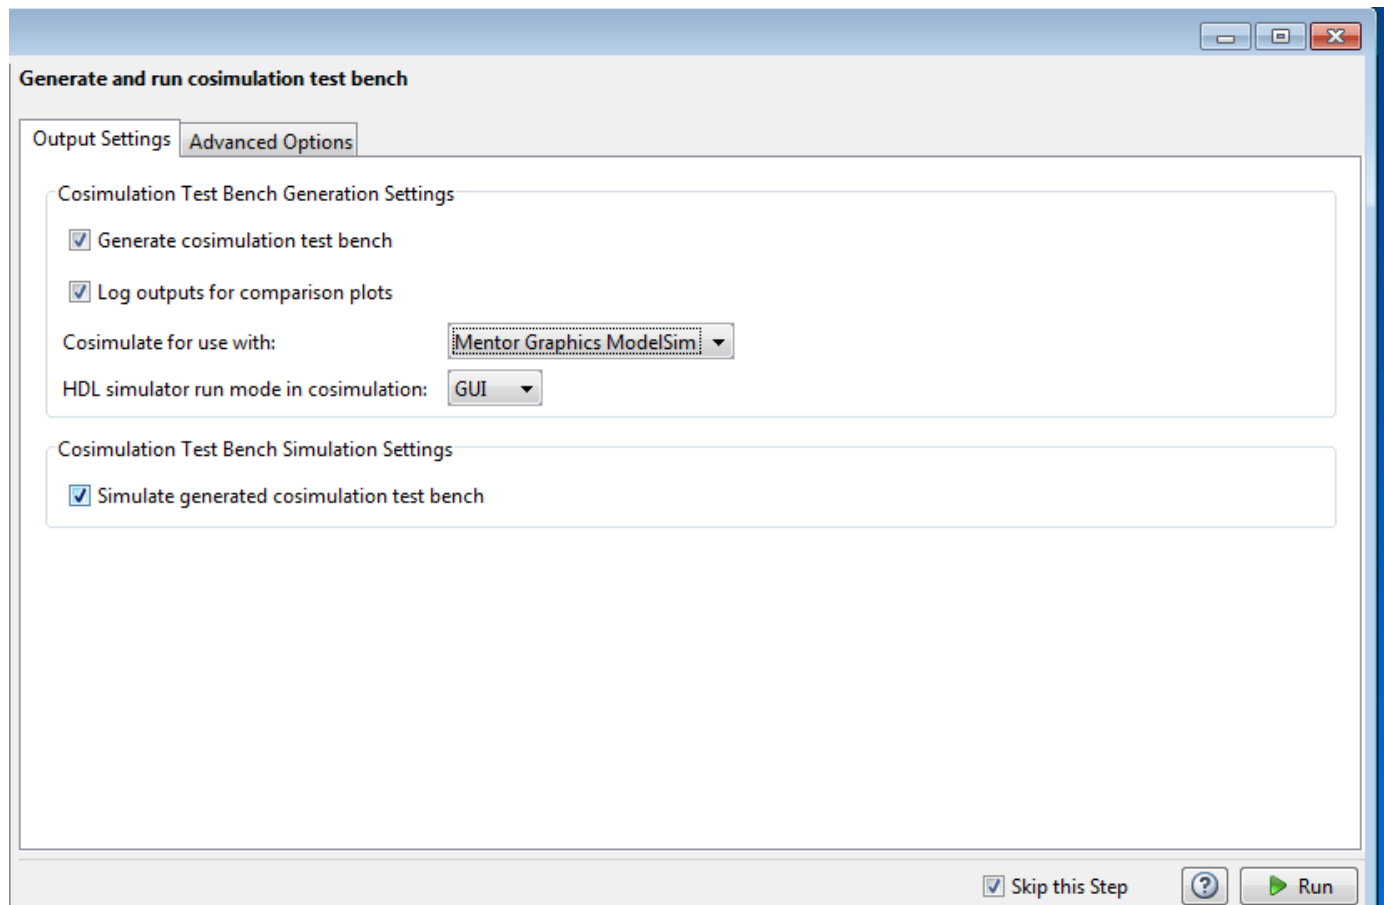 Generate and run cosimulation test bench
Output Settings
Advanced Options
Cosimulation Test Bench Generation Settings
Generate cosimulation test bench
Log outputs for comparison plots
Cosimulate for use with: Mentor Graphics ModelSim
HDL simulator run mode in cosimulation: GUI
Cosimulation Test Bench Simulation Settings
Simulate generated cosimulation test bench
Skip this Step ? Run